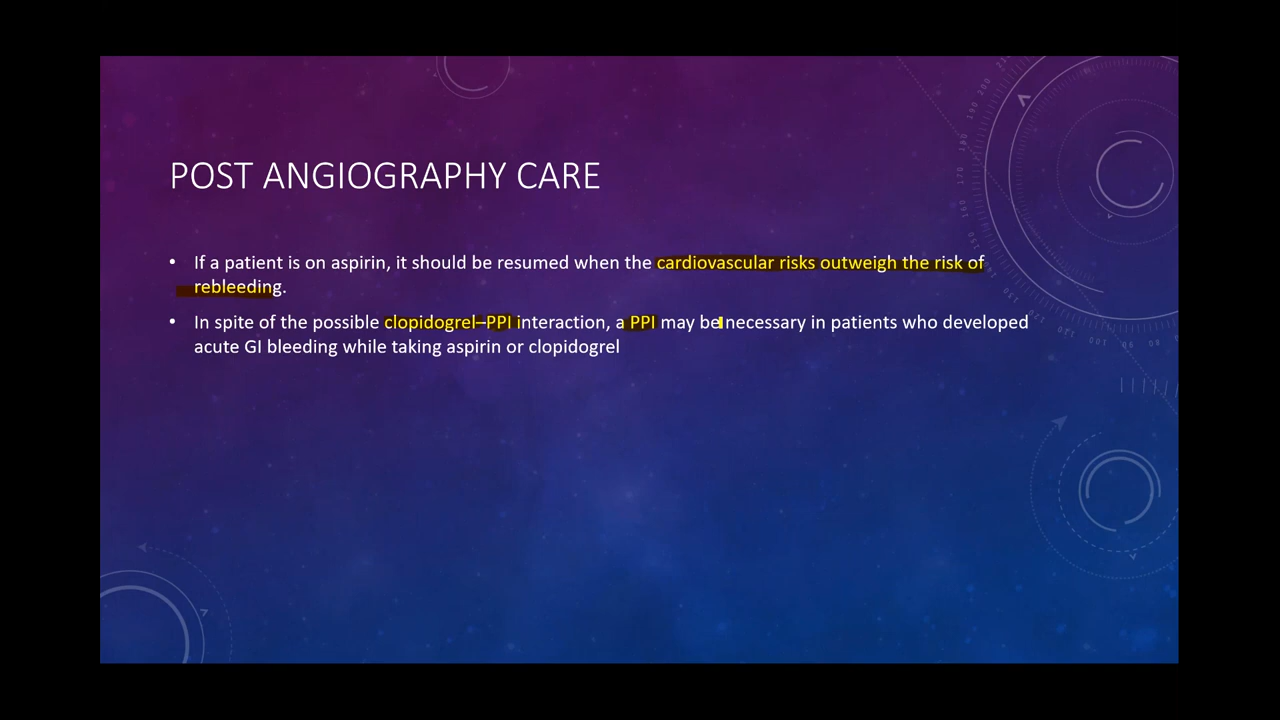 POST ANGIOGRAPHY CARE
• If a patient is on aspirin, it should be resumed when the cardiovascular risks outweigh the risk of
rebleeding.
• In spite of the possible clopidogrel–PPI interaction, a PPI may be necessary in patients who developed
acute GI bleeding while taking aspirin or clopidogrel